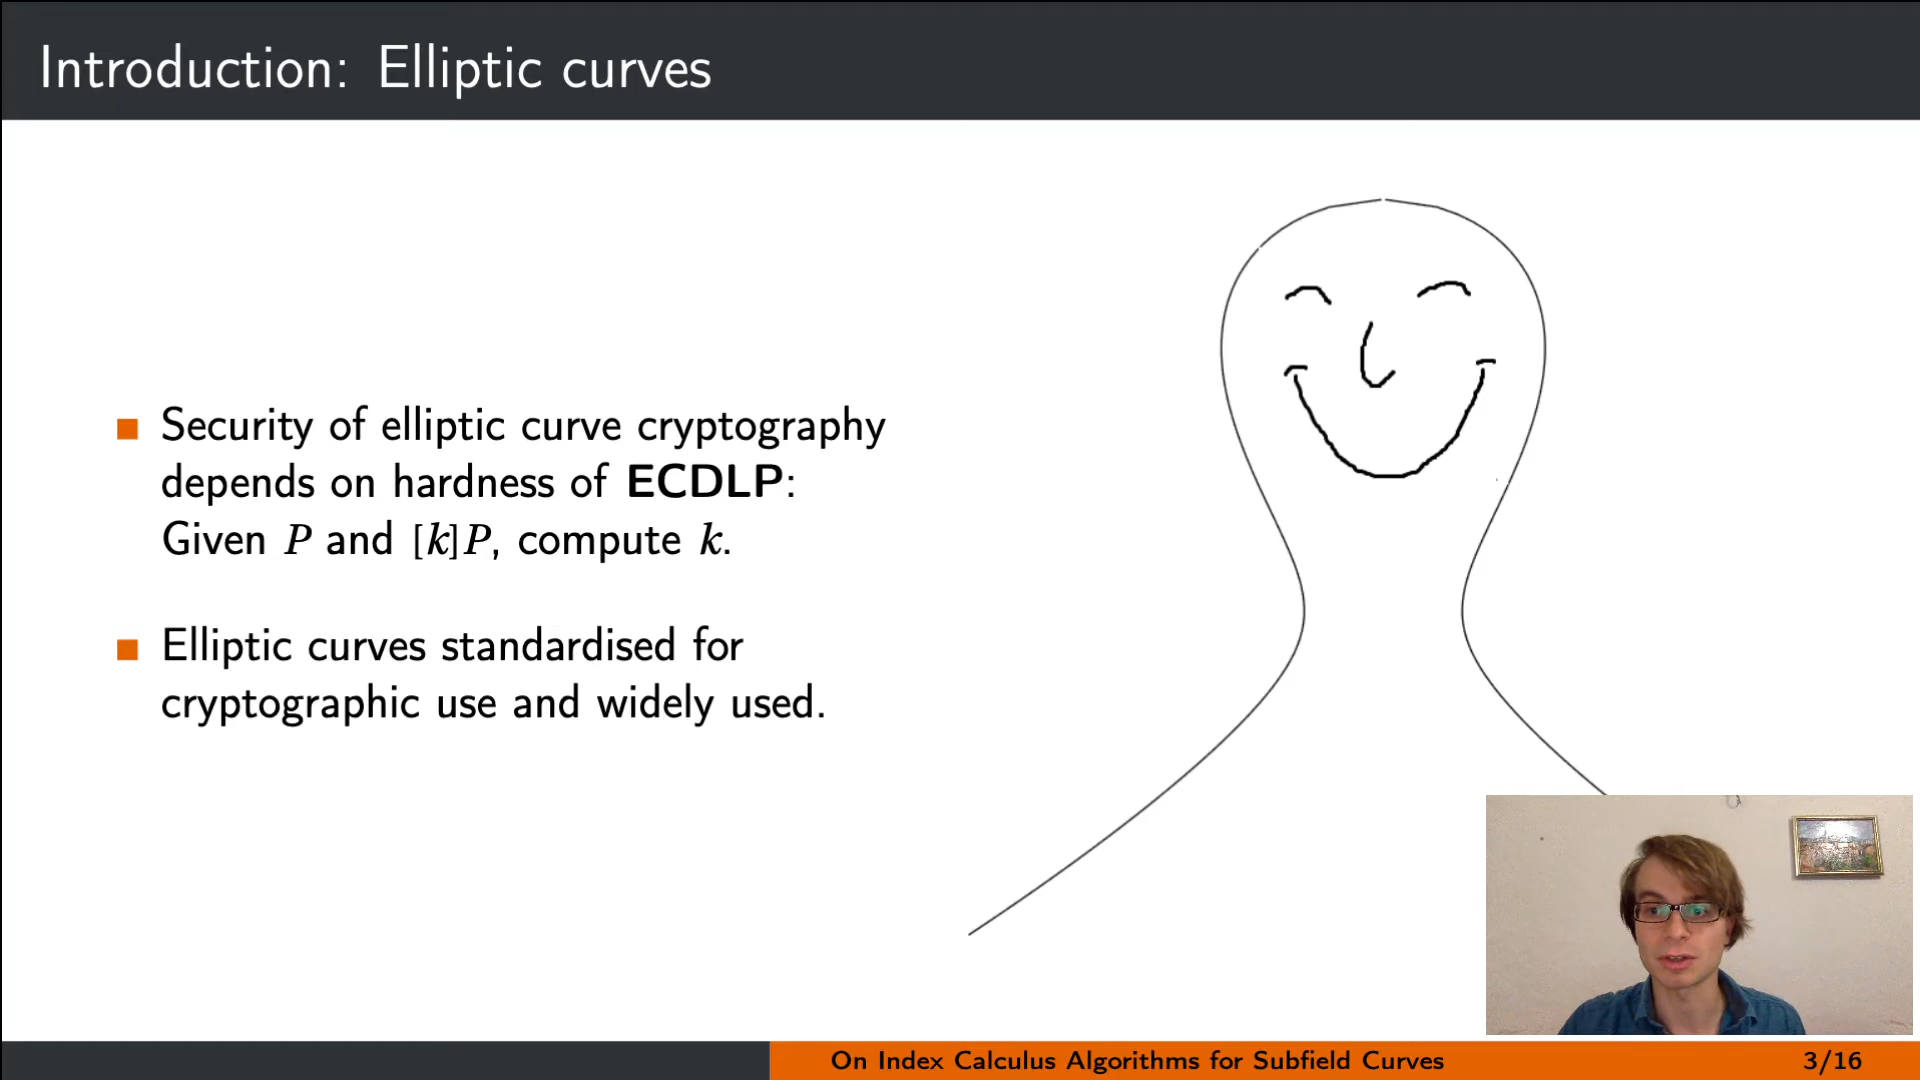 Introduction: Elliptic curves
Security of elliptic curve cryptography
depends on hardness of ECDLP:
Given P and [k]P, compute k.
Elliptic curves standardised for
cryptographic use and widely used.
On Index Calculus Algorithms for Subfield Curves
3/16